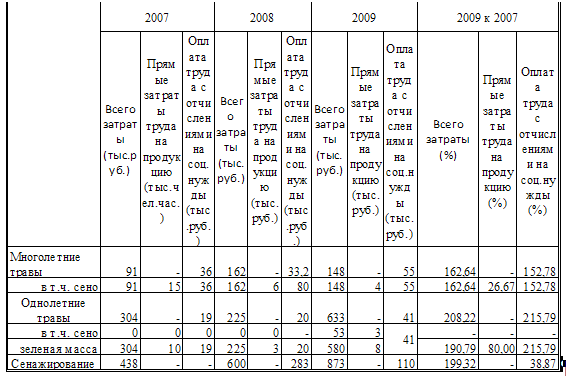 2007 2008 2009 2009 к 2007
Всего затраты (тыс.руб.) Прямые затраты труда на продукцию (тыс.чел.час.) Оплата труда с отчислениями на соц.нужды (тыс.руб.) Всего затраты (тыс.руб.) Прямые затраты труда на продукцию (тыс.руб.) Оплата труда с отчислениями на соц.нужды (тыс.руб.) Всего затраты (тыс.руб.) Прямые затраты труда на продукцию (тыс.руб.) Оплата труда с отчислениями на соц.нужды (тыс.руб.) Всего затраты (%) Прямые затраты труда на продукцию (%) Оплата труда с отчислениями на соц.нужды (%)
Многолетние
травы 91 - 36 162 - 33,2 148 - 55 162,64 - 152,78
в т.ч. сено 91 15 36 162 6 80 148 4 55 162,64 26,67 152,78
Однолетние
травы 304 - 19 225 - 20 633 - 41 208,22 - 215,79
в т.ч. сено 0 0 0 0 0 - 53 3 41 - - -
зеленая масса 304 10 19 225 3 20 580 8 190,79 80,00 215,79
Сенажирование 438 - - 600 - 283 873 - 110 199,32 - 38,87